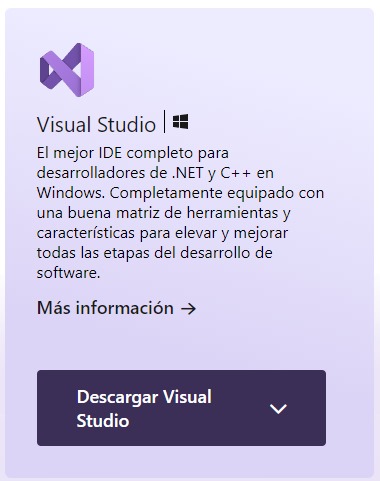 Visual Studio
El mejor IDE completo para
desarrolladores de .NET y C++ en
Windows. Completamente equipado con
una buena matriz de herramientas y
características para elevar y mejorar
todas las etapas del desarrollo de
software.
Más información →
Descargar Visual
Studio